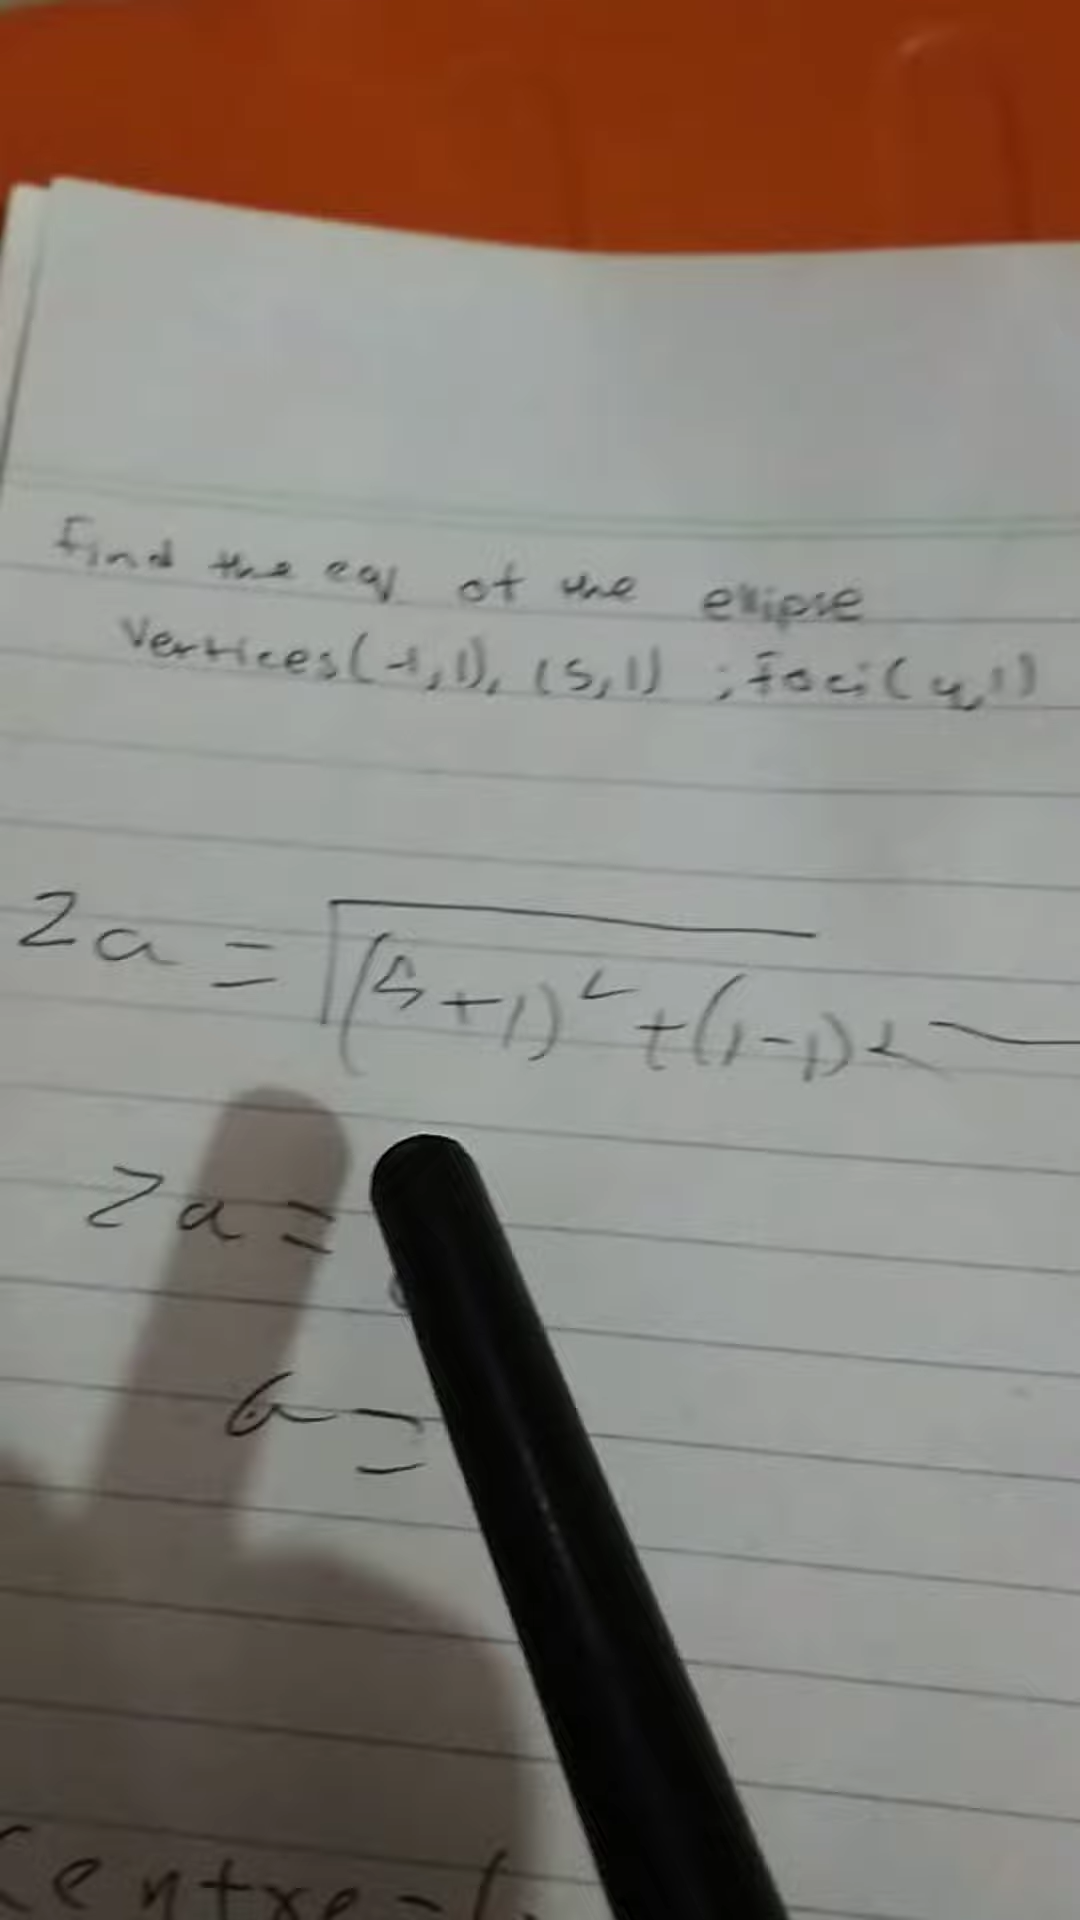 Find the eq of the ellipse
Vertices (-1,1), (5,1) ; foci (4,1)
2a = √(5+1)² + (1-1)²
2a =
a =
Centre = (